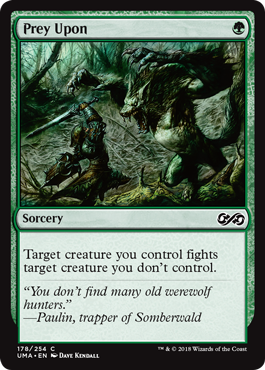 Prey Upon
Sorcery
Target creature you control fights
target creature you don't control.
“You don't find many old werewolf
hunters.”
—Paulin, trapper of Somberwald
178/254 C
UMA • EN DAVE KENDALL
™ & © 2018 Wizards of the Coast